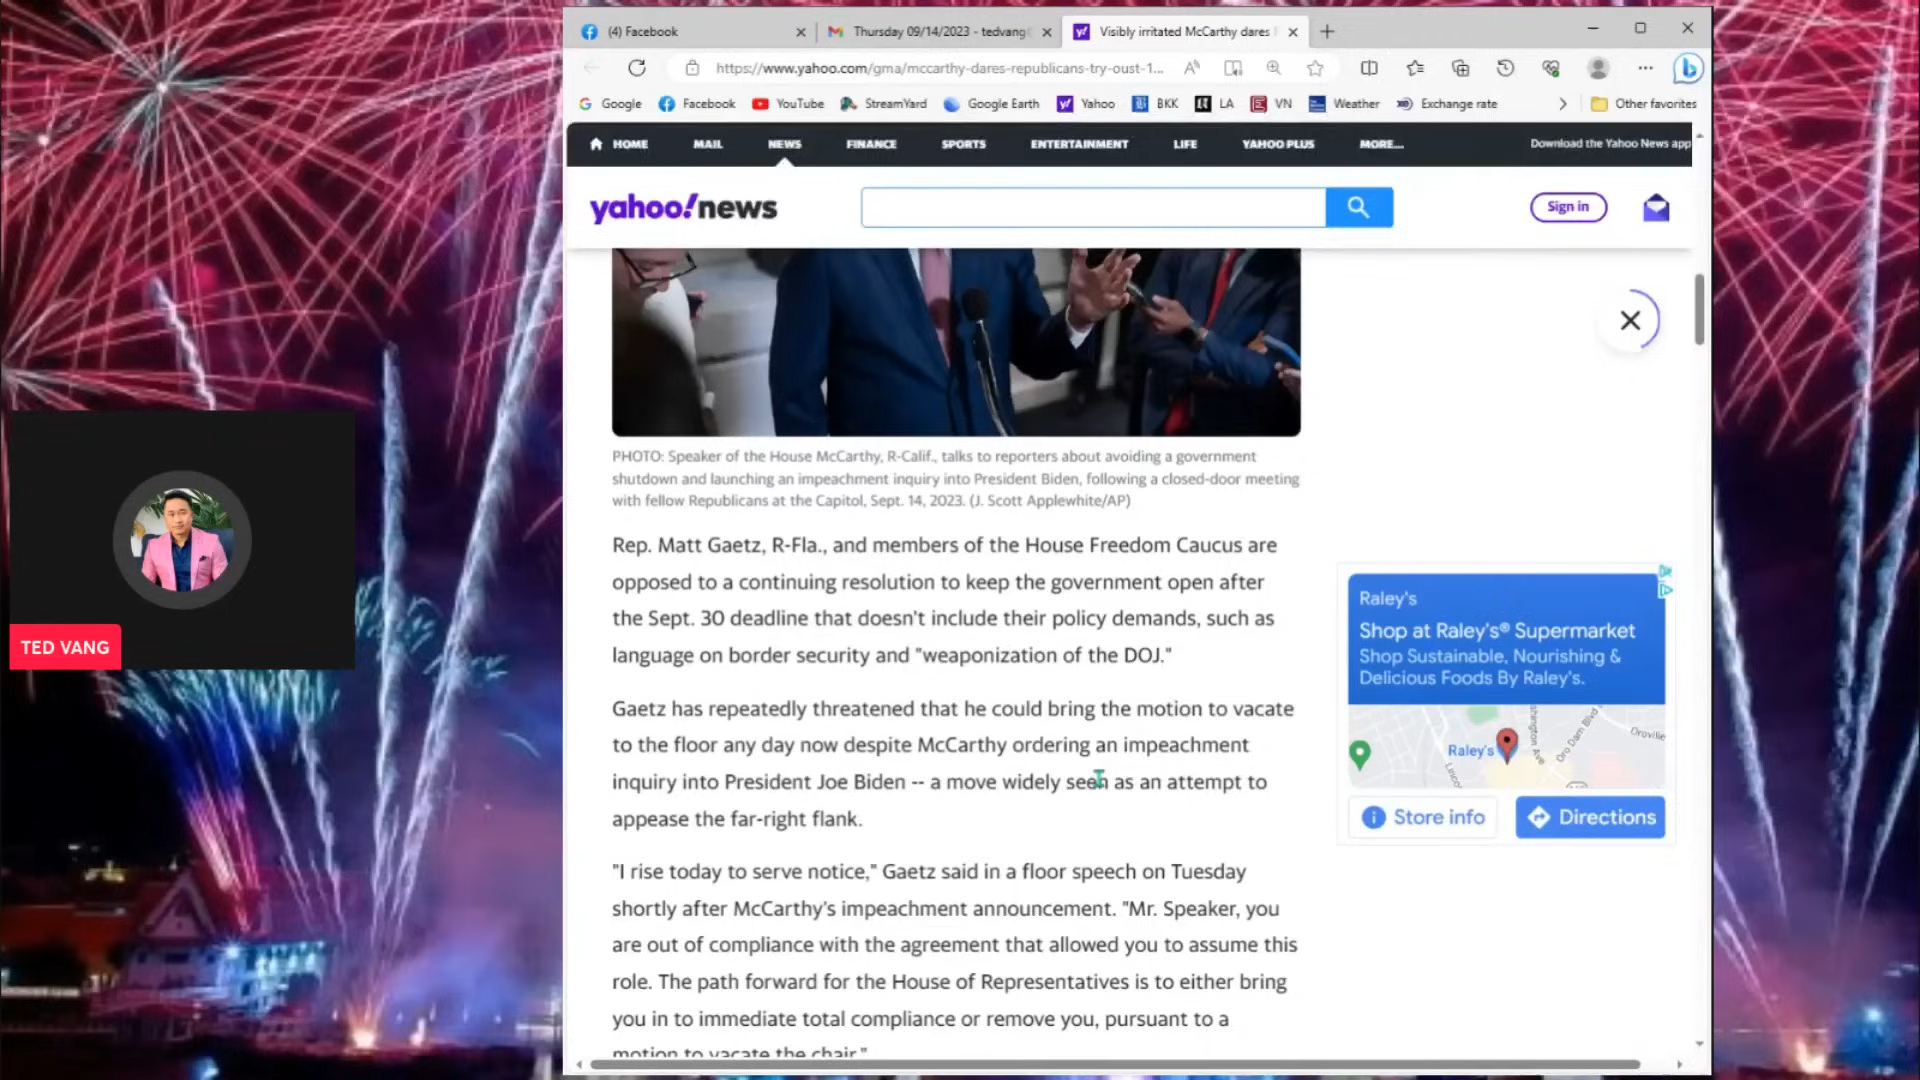 (4) Facebook
Thursday 09/14/2023 - tedvang
Visibly irritated McCarthy dares
https://www.yahoo.com/gma/mccarthy-dares-republicans-try-oust-1...
Google
Facebook
YouTube
StreamYard
Google Earth
Yahoo
BKK
LA
VN
Weather
Exchange rate
Other favorites
HOME
MAIL
NEWS
FINANCE
SPORTS
ENTERTAINMENT
LIFE
YAHOO PLUS
MORE...
Download the Yahoo News app
yahoo!news
Sign in
PHOTO: Speaker of the House McCarthy, R-Calif., talks to reporters about avoiding a government
shutdown and launching an impeachment inquiry into President Biden, following a closed-door meeting
with fellow Republicans at the Capitol, Sept. 14, 2023. (J. Scott Applewhite/AP)
Rep. Matt Gaetz, R-Fla., and members of the House Freedom Caucus are
opposed to a continuing resolution to keep the government open after
the Sept. 30 deadline that doesn't include their policy demands, such as
language on border security and "weaponization of the DOJ."
Gaetz has repeatedly threatened that he could bring the motion to vacate
to the floor any day now despite McCarthy ordering an impeachment
inquiry into President Joe Biden -- a move widely seen as an attempt to
appease the far-right flank.
"I rise today to serve notice," Gaetz said in a floor speech on Tuesday
shortly after McCarthy's impeachment announcement. "Mr. Speaker, you
are out of compliance with the agreement that allowed you to assume this
role. The path forward for the House of Representatives is to either bring
you in to immediate total compliance or remove you, pursuant to a
motion to vacate the chair."
Raley's
Shop at Raley's® Supermarket
Shop Sustainable, Nourishing &
Delicious Foods By Raley's.
Raley's
Oro Dam Blv
Oroville
Store info
Directions
TED VANG